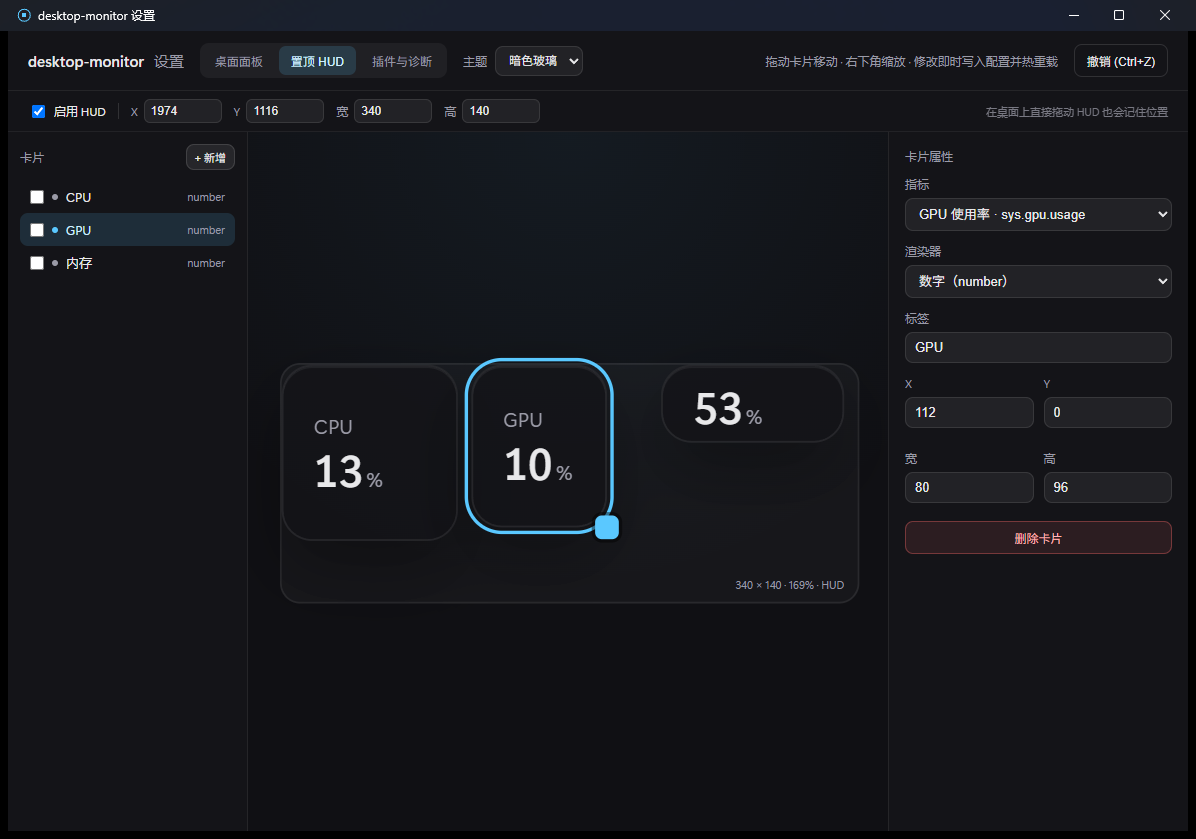 desktop-monitor 设置
desktop-monitor 设置 桌面面板 置顶 HUD 插件与诊断 主题 暗色玻璃 拖动卡片移动 · 右下角缩放 · 修改即时写入配置并热重载 撤销 (Ctrl+Z)
启用 HUD X 1974 Y 1116 宽 340 高 140 在桌面上直接拖动 HUD 也会记住位置
卡片 + 新增
CPU number
GPU number
内存 number
CPU
13%
GPU
10%
53%
340 × 140 · 169% · HUD
卡片属性
指标
GPU 使用率 · sys.gpu.usage
渲染器
数字（number）
标签
GPU
X Y
112 0
宽 高
80 96
删除卡片